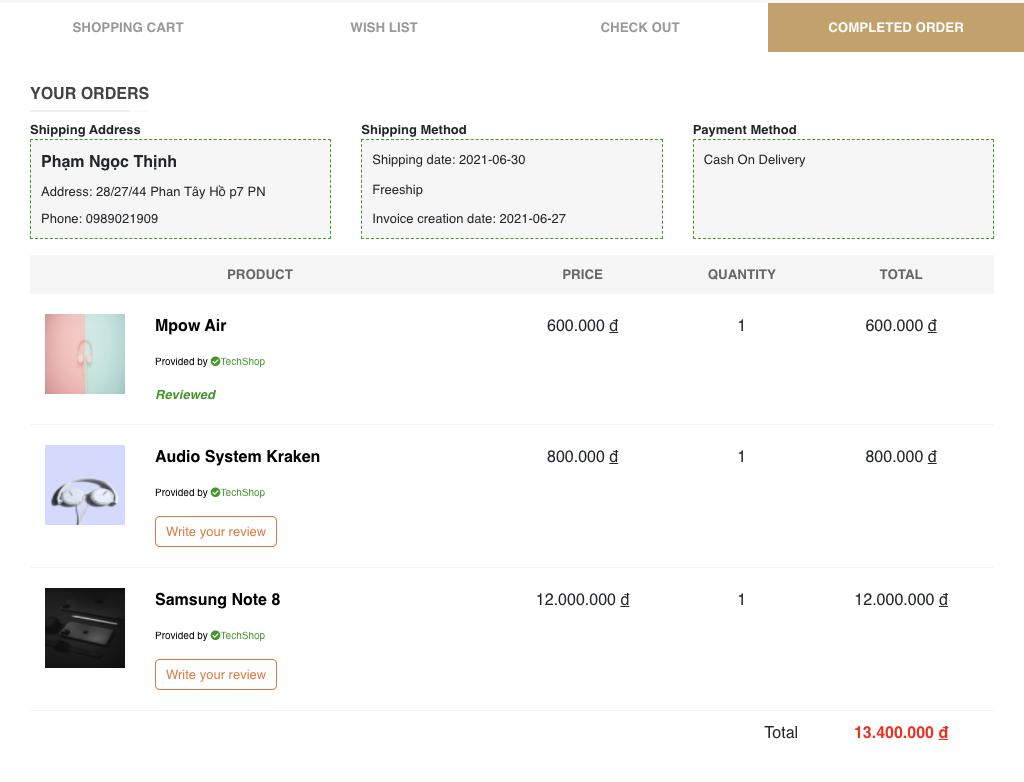 SHOPPING CART
WISH LIST
CHECK OUT
COMPLETED ORDER
YOUR ORDERS
Shipping Address
Phạm Ngọc Thịnh
Address: 28/27/44 Phan Tây Hồ p7 PN
Phone: 0989021909
Shipping Method
Shipping date: 2021-06-30
Freeship
Invoice creation date: 2021-06-27
Payment Method
Cash On Delivery
PRODUCT PRICE QUANTITY TOTAL
Mpow Air 600.000 ₫ 1 600.000 ₫
Provided by TechShop
Reviewed
Audio System Kraken 800.000 ₫ 1 800.000 ₫
Provided by TechShop
Write your review
Samsung Note 8 12.000.000 ₫ 1 12.000.000 ₫
Provided by TechShop
Write your review
Total 13.400.000 ₫